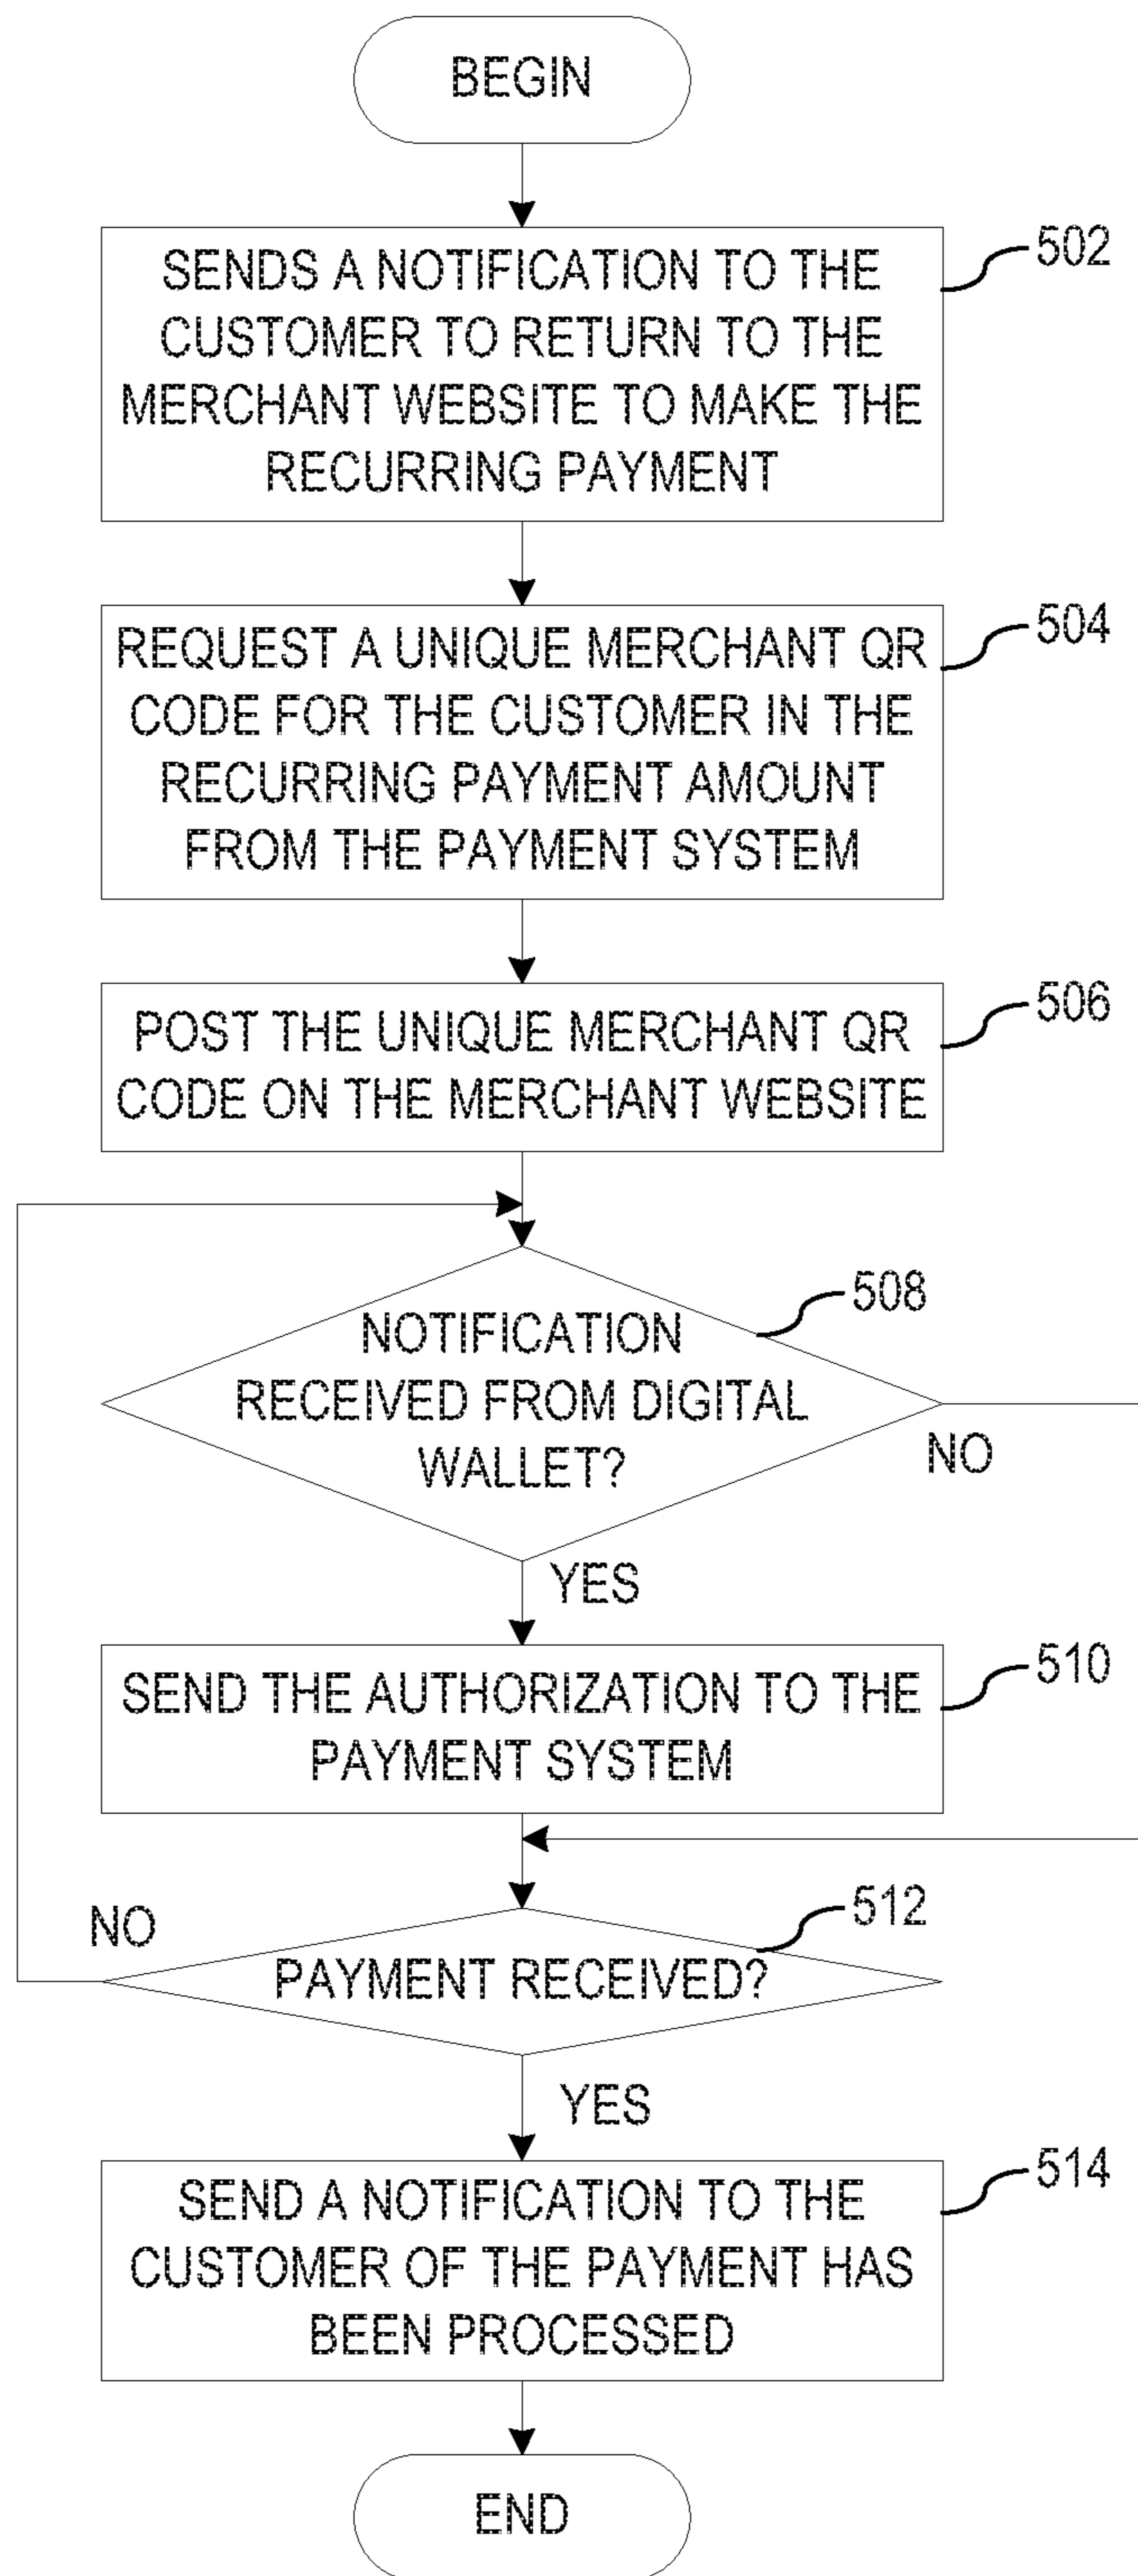 BEGIN
SENDS A NOTIFICATION TO THE
CUSTOMER TO RETURN TO THE
MERCHANT WEBSITE TO MAKE THE
RECURRING PAYMENT
502
REQUEST A UNIQUE MERCHANT QR
CODE FOR THE CUSTOMER IN THE
RECURRING PAYMENT AMOUNT
FROM THE PAYMENT SYSTEM
504
POST THE UNIQUE MERCHANT QR
CODE ON THE MERCHANT WEBSITE
506
NOTIFICATION
RECEIVED FROM DIGITAL
WALLET?
508
NO
YES
SEND THE AUTHORIZATION TO THE
PAYMENT SYSTEM
510
NO
PAYMENT RECEIVED?
512
YES
SEND A NOTIFICATION TO THE
CUSTOMER OF THE PAYMENT HAS
BEEN PROCESSED
514
END